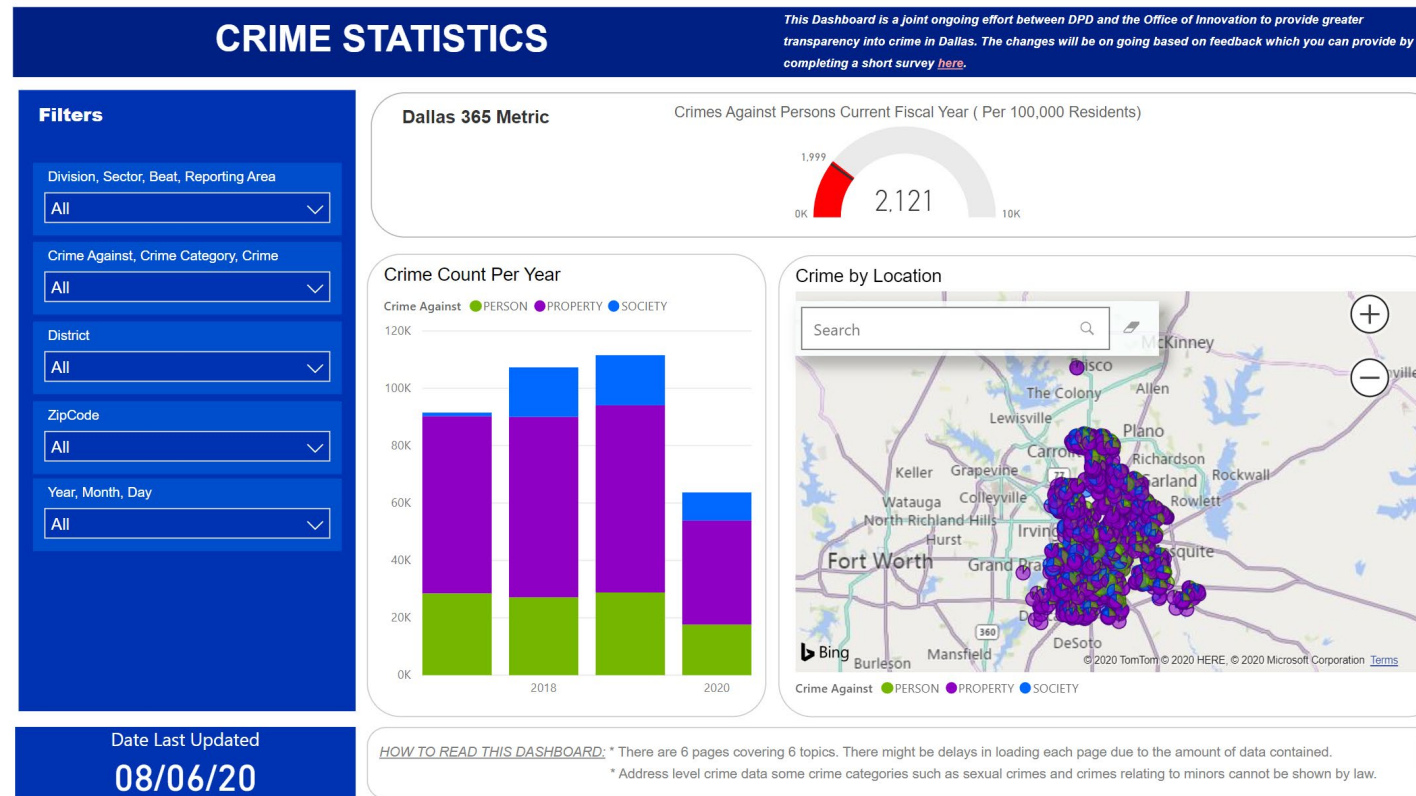 CRIME STATISTICS
This Dashboard is a joint ongoing effort between DPD and the Office of Innovation to provide greater
transparency into crime in Dallas. The changes will be on going based on feedback which you can provide by
completing a short survey here.
Filters
Division, Sector, Beat, Reporting Area
All
Crime Against, Crime Category, Crime
All
District
All
ZipCode
All
Year, Month, Day
All
Date Last Updated
08/06/20
Dallas 365 Metric
Crimes Against Persons Current Fiscal Year ( Per 100,000 Residents)
1,999
2,121
0K
10K
Crime Count Per Year
Crime Against PERSON PROPERTY SOCIETY
120K
100K
80K
60K
40K
20K
0K
2018
2020
Crime by Location
Search
McKinney
Frisco
The Colony
Allen
Lewisville
Plano
Keller
Grapevine
77
Richardson
Garland
Rockwall
Watauga
Colleyville
Rowlett
North Richland Hills
Irving
Hurst
Fort Worth
Grand
360
DeSoto
Mansfield
Burleson
Bing
© 2020 TomTom © 2020 HERE, © 2020 Microsoft Corporation Terms
Crime Against PERSON PROPERTY SOCIETY
HOW TO READ THIS DASHBOARD: * There are 6 pages covering 6 topics. There might be delays in loading each page due to the amount of data contained.
* Address level crime data some crime categories such as sexual crimes and crimes relating to minors cannot be shown by law.